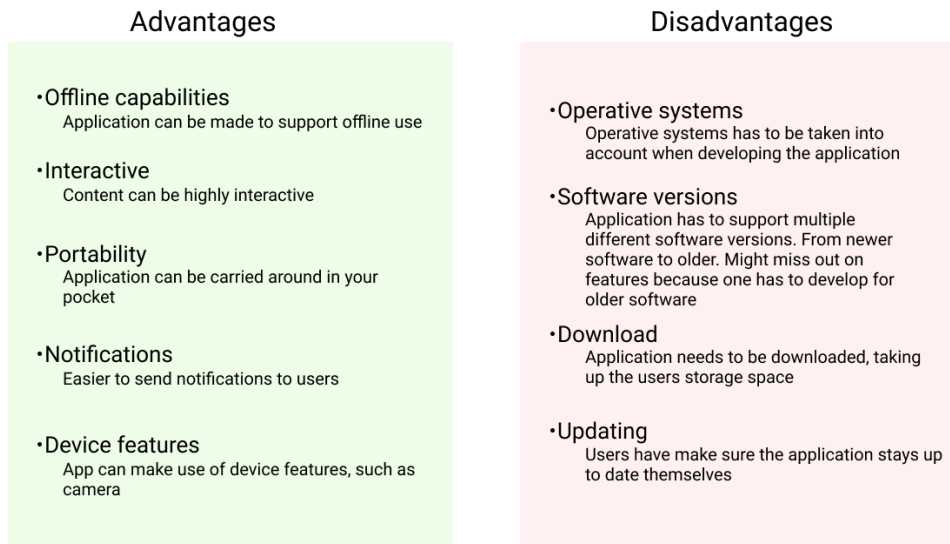 Advantages
•Offline capabilities
Application can be made to support offline use
•Interactive
Content can be highly interactive
•Portability
Application can be carried around in your
pocket
•Notifications
Easier to send notifications to users
•Device features
App can make use of device features, such as
camera
Disadvantages
•Operative systems
Operative systems has to be taken into
account when developing the application
•Software versions
Application has to support multiple
different software versions. From newer
software to older. Might miss out on
features because one has to develop for
older software
•Download
Application needs to be downloaded, taking
up the users storage space
•Updating
Users have make sure the application stays up
to date themselves